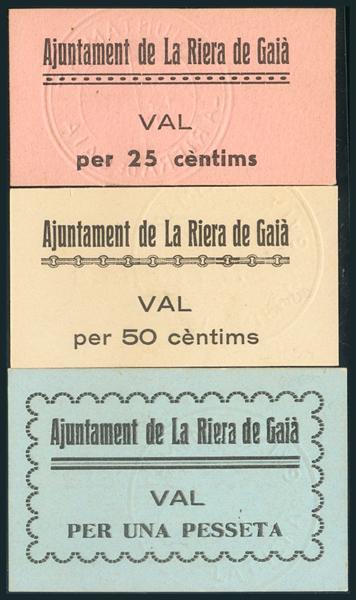 Ajuntament de La Riera de Gaià
VAL
per 25 cèntims
Ajuntament de La Riera de Gaià
VAL
per 50 cèntims
Ajuntament de La Riera de Gaià
VAL
PER UNA PESSETA